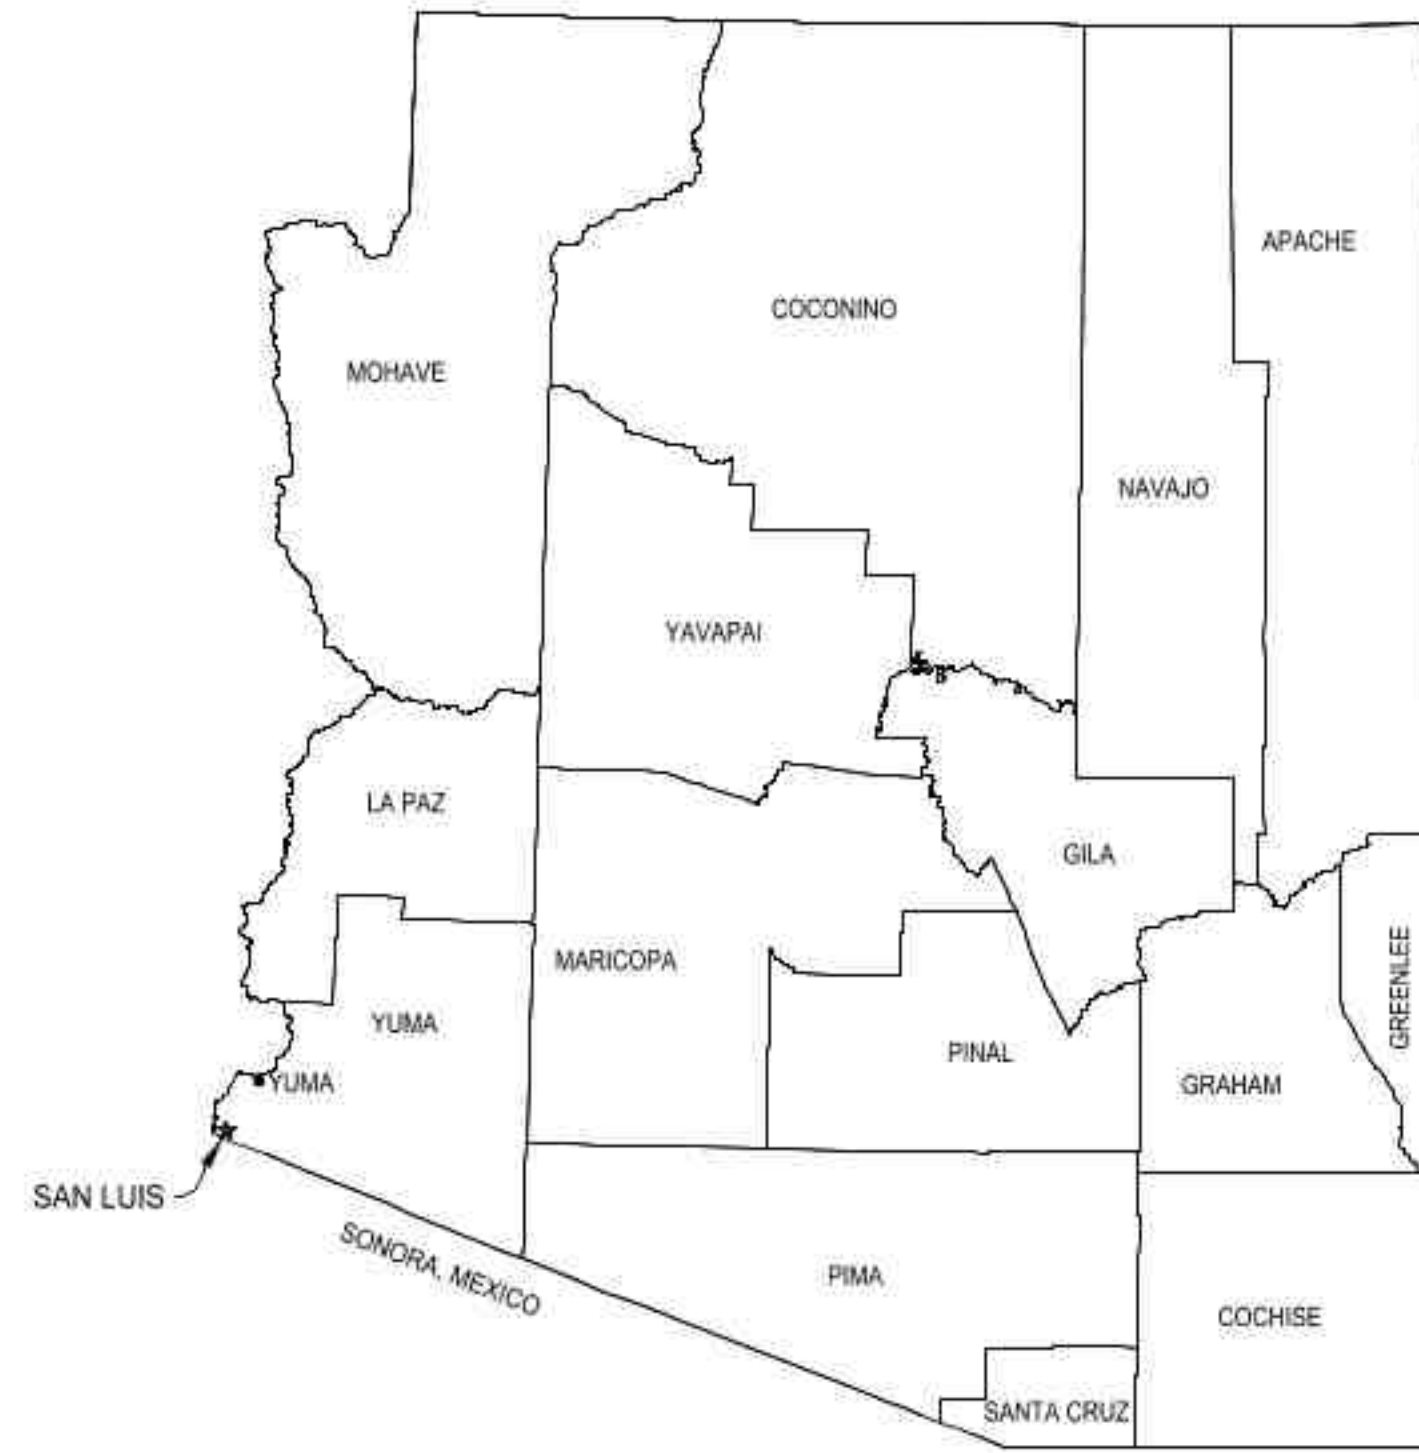 APACHE
COCONINO
MOHAVE
NAVAJO
YAVAPAI
LA PAZ
GILA
MARICOPA
GREENLEE
YUMA
PINAL
YUMA
GRAHAM
SAN LUIS
SONORA, MEXICO
PIMA
COCHISE
SANTA CRUZ